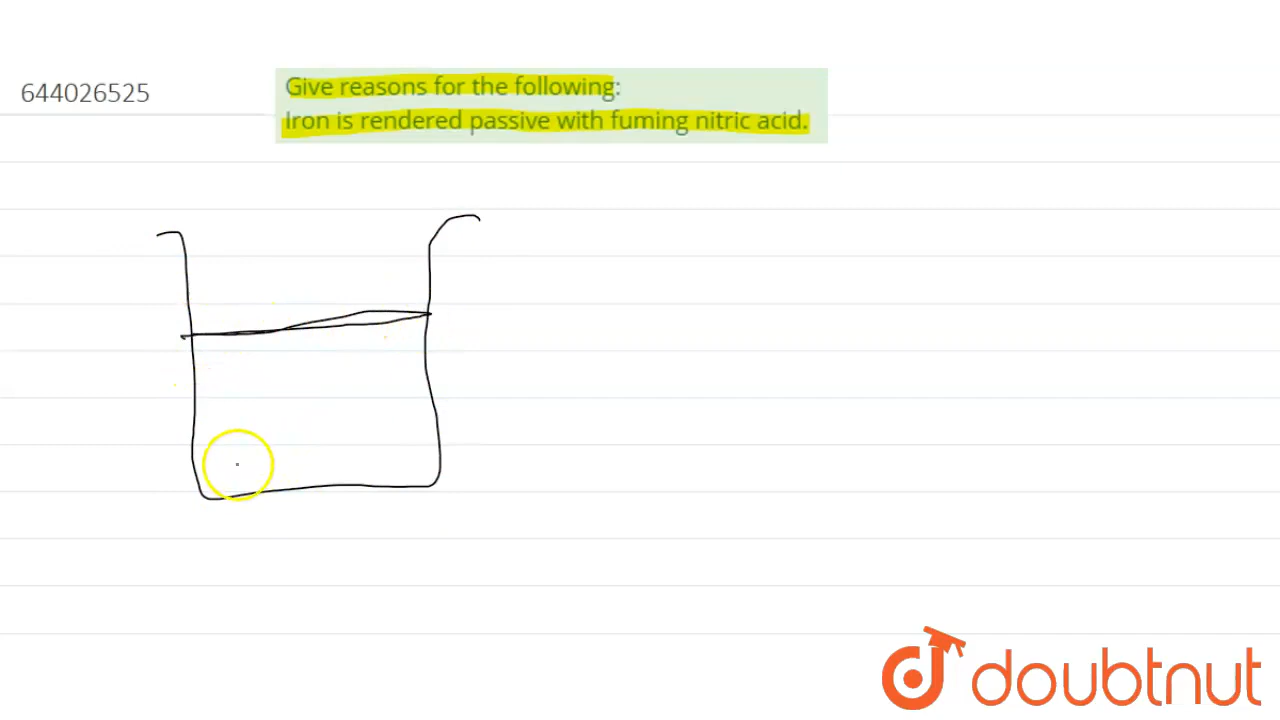 644026525
Give reasons for the following:
Iron is rendered passive with fuming nitric acid.
doubtnut